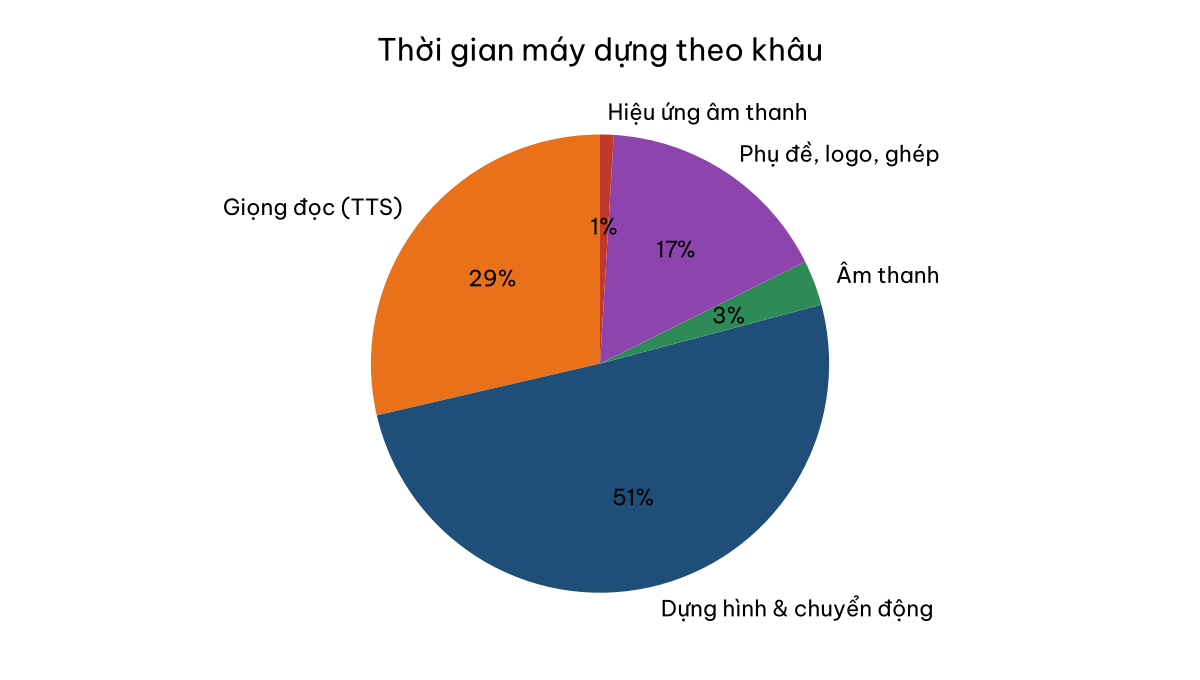 Thời gian máy dựng theo khâu
Hiệu ứng âm thanh
Phụ đề, logo, ghép
Giọng đọc (TTS)
1%
17%
Âm thanh
29%
3%
51%
Dựng hình & chuyển động